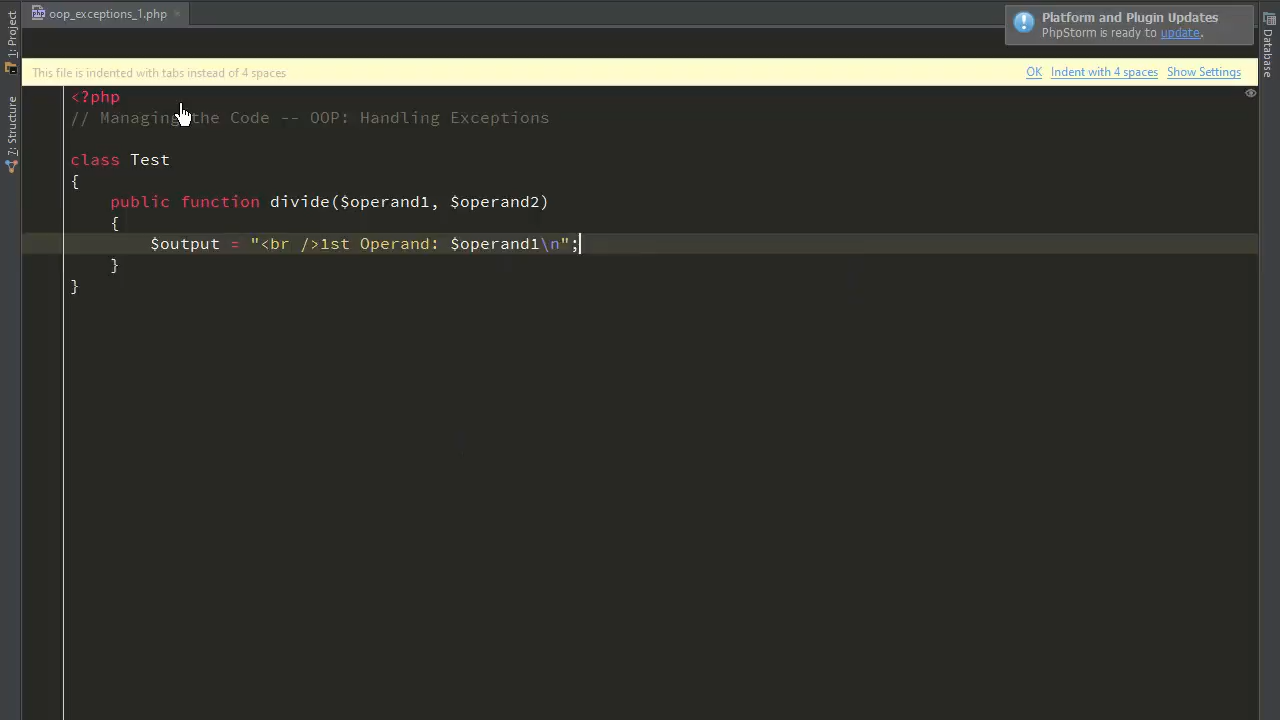 oop_exceptions_1.php
Platform and Plugin Updates
PhpStorm is ready to update.
1: Project
7: Structure
Database
This file is indented with tabs instead of 4 spaces
OK Indent with 4 spaces Show Settings
<?php
// Managing the Code -- OOP: Handling Exceptions
class Test
{
public function divide($operand1, $operand2)
{
$output = "<br />1st Operand: $operand1\n";
}
}